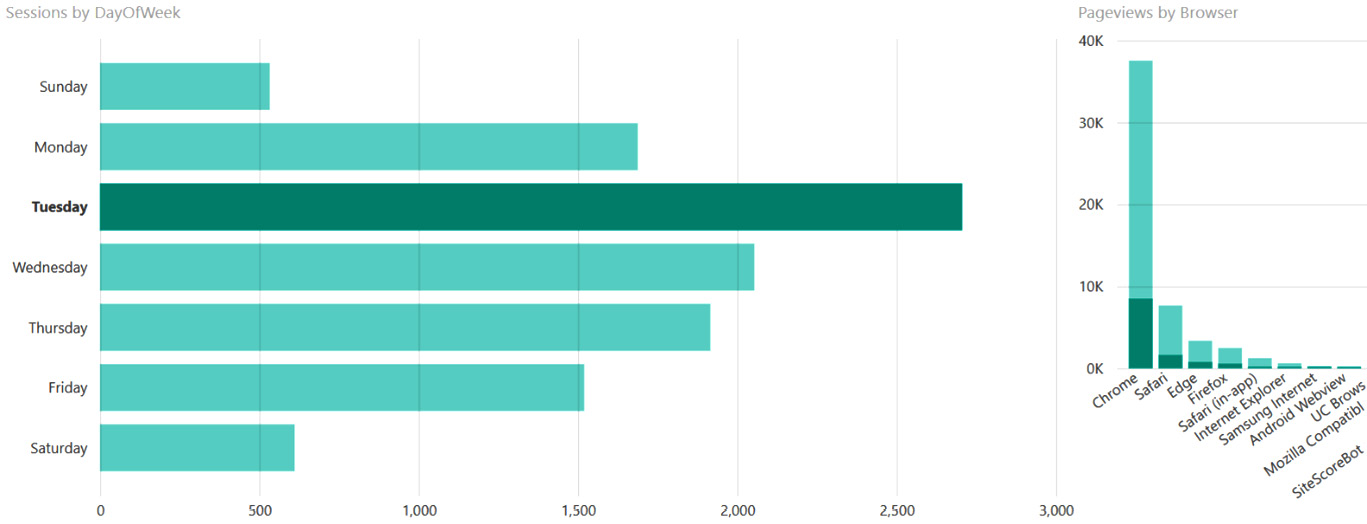 Sessions by DayOfWeek
Sunday
Monday
Tuesday
Wednesday
Thursday
Friday
Saturday
0
500
1,000
1,500
2,000
2,500
3,000
Pageviews by Browser
40K
30K
20K
10K
0K
Chrome
Safari
Edge
Firefox
Safari (in-app)
Internet Explorer
Samsung Internet
Android Webview
UC Brows
Mozilla Compatibl
SiteScoreBot